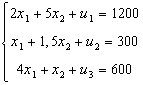 2x₁ + 5x₂ + u₁ = 1200
x₁ + 1,5x₂ + u₂ = 300
4x₁ + x₂ + u₃ = 600